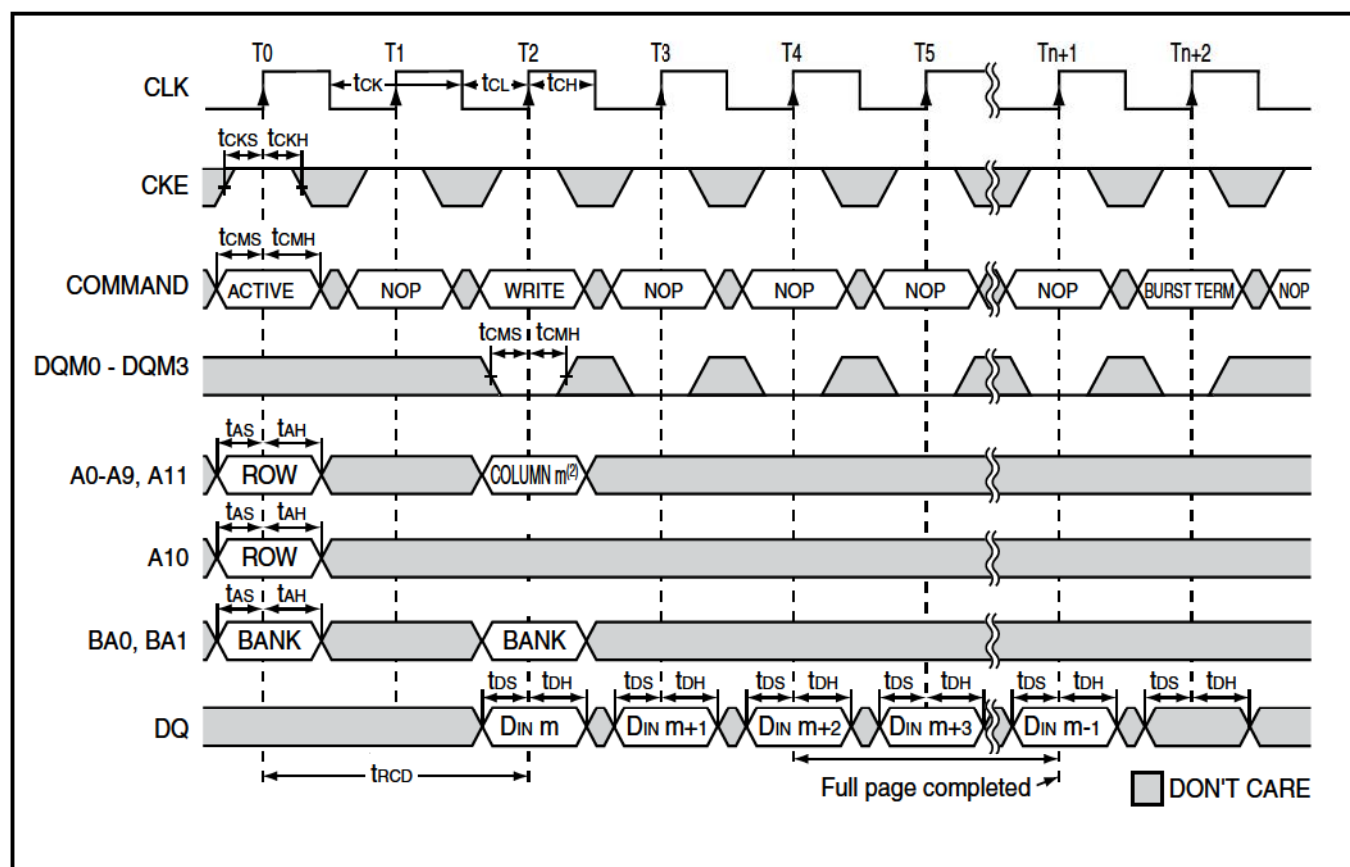 T0 T1 T2 T3 T4 T5 Tn+1 Tn+2
CLK tCK tCL tCH
tCKS tCKH
CKE
tCMS tCMH
COMMAND ACTIVE NOP WRITE NOP NOP NOP NOP BURST TERM NOP
tCMS tCMH
DQM0 - DQM3
tAS tAH
A0-A9, A11 ROW COLUMN m(2)
tAS tAH
A10 ROW
tAS tAH
BA0, BA1 BANK BANK
tDS tDH tDS tDH tDS tDH tDS tDH tDS tDH tDS tDH
DQ DIN m DIN m+1 DIN m+2 DIN m+3 DIN m-1
tRCD
Full page completed
DON'T CARE